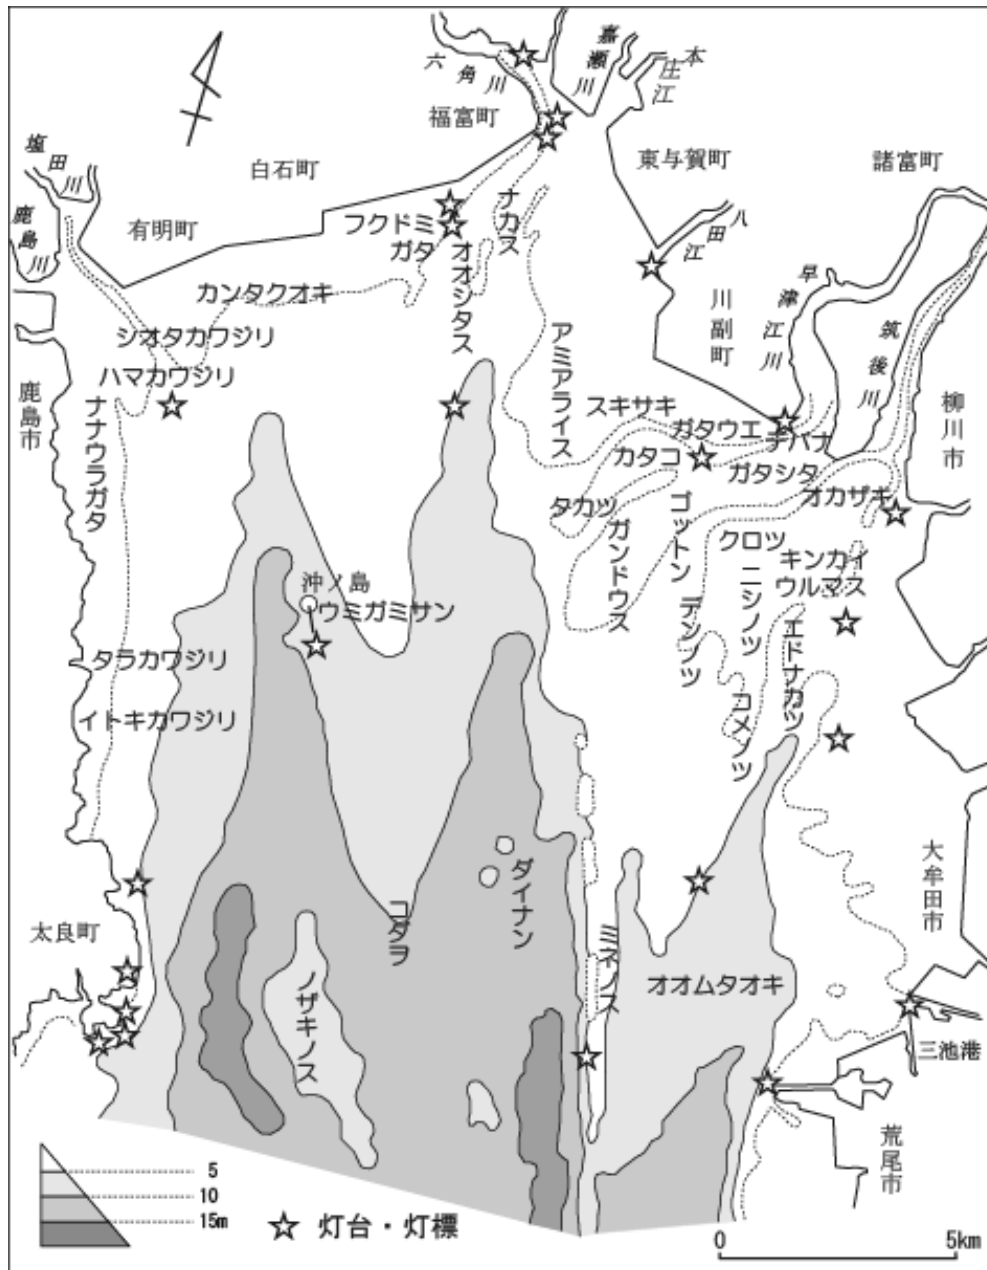 六角川
嘉瀬川
本庄江
福富町
東与賀町
諸富町
塩田川
白石町
鹿島川
有明町
フクドミガタ
ナカス
オオシタス
八田江
早津江川
川副町
筑後川
カンタクオキ
シオタカワジリ
ハマカワジリ
鹿島市
ナナウラガタ
アミアライス
スキサキ
ガタウエ
デバナ
カタコ
ガタシタ
柳川市
オカザキ
タカツ
ガンドウス
ゴットン
クロツ
キンカイ
ウルマス
沖ノ島
ウミガミサン
デンノツ
ニシノツ
エドナカツ
コメノツ
タラカワジリ
イトキカワジリ
大牟田市
太良町
コダヲ
ダイナン
ミネノス
ノザキノス
オオムタオキ
三池港
荒尾市
5
10
15m
☆ 灯台・灯標
0 5km